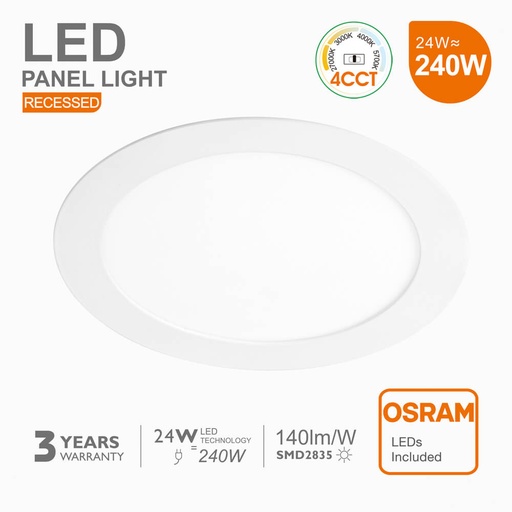 LED
PANEL LIGHT
RECESSED
27000K 3000K 4000K 5700K
4CCT
24W≈
240W
3 YEARS
WARRANTY
24W LED
TECHNOLOGY
= 240W
140lm/W
SMD2835
OSRAM
LEDs
Included